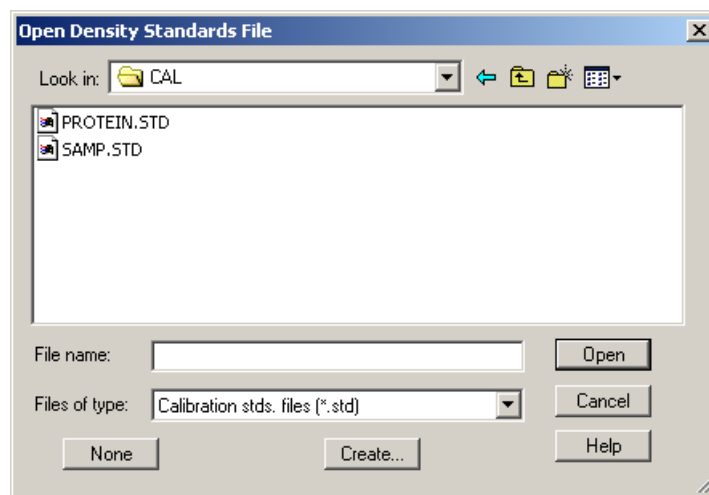 Open Density Standards File
Look in: CAL
PROTEIN.STD
SAMP.STD
File name:
Open
Files of type: Calibration stds. files (*.std)
Cancel
None
Create...
Help